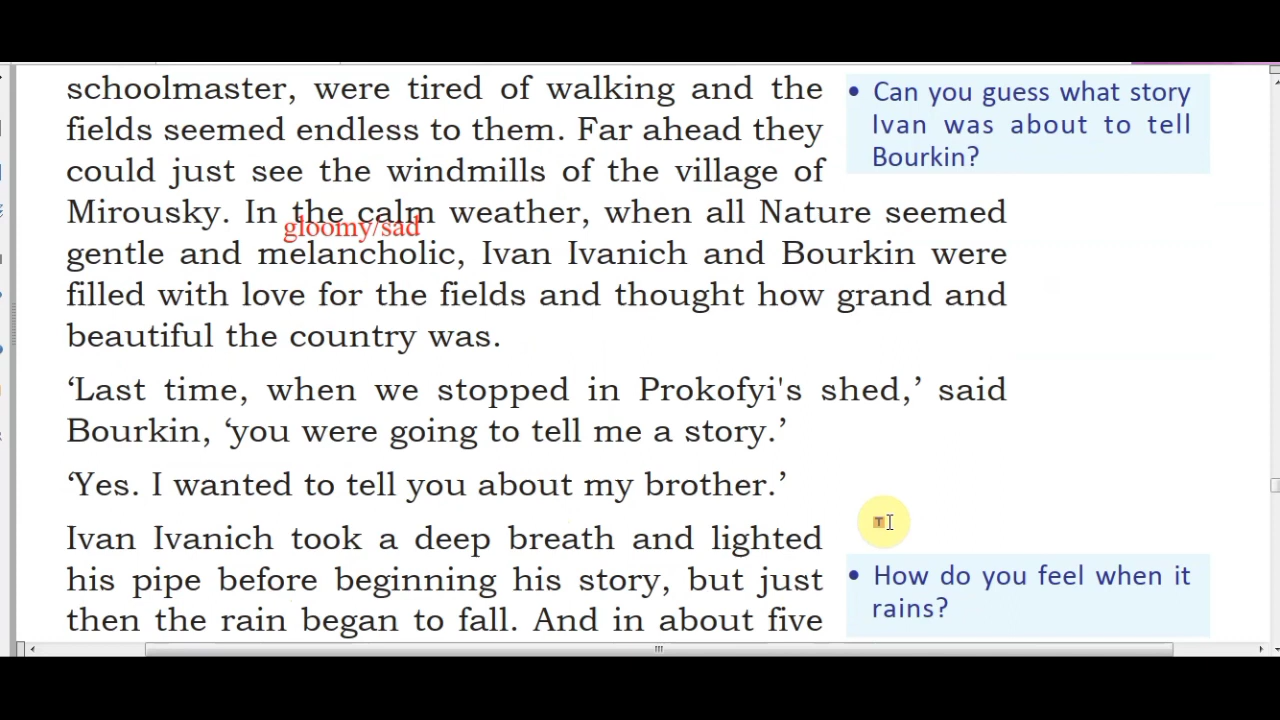 schoolmaster, were tired of walking and the
fields seemed endless to them. Far ahead they
could just see the windmills of the village of
Mirousky. In the calm weather, when all Nature seemed
gloomy/sad
gentle and melancholic, Ivan Ivanich and Bourkin were
filled with love for the fields and thought how grand and
beautiful the country was.
‘Last time, when we stopped in Prokofyi's shed,’ said
Bourkin, ‘you were going to tell me a story.’
‘Yes. I wanted to tell you about my brother.’
Ivan Ivanich took a deep breath and lighted
his pipe before beginning his story, but just
then the rain began to fall. And in about five
• Can you guess what story
Ivan was about to tell
Bourkin?
• How do you feel when it
rains?